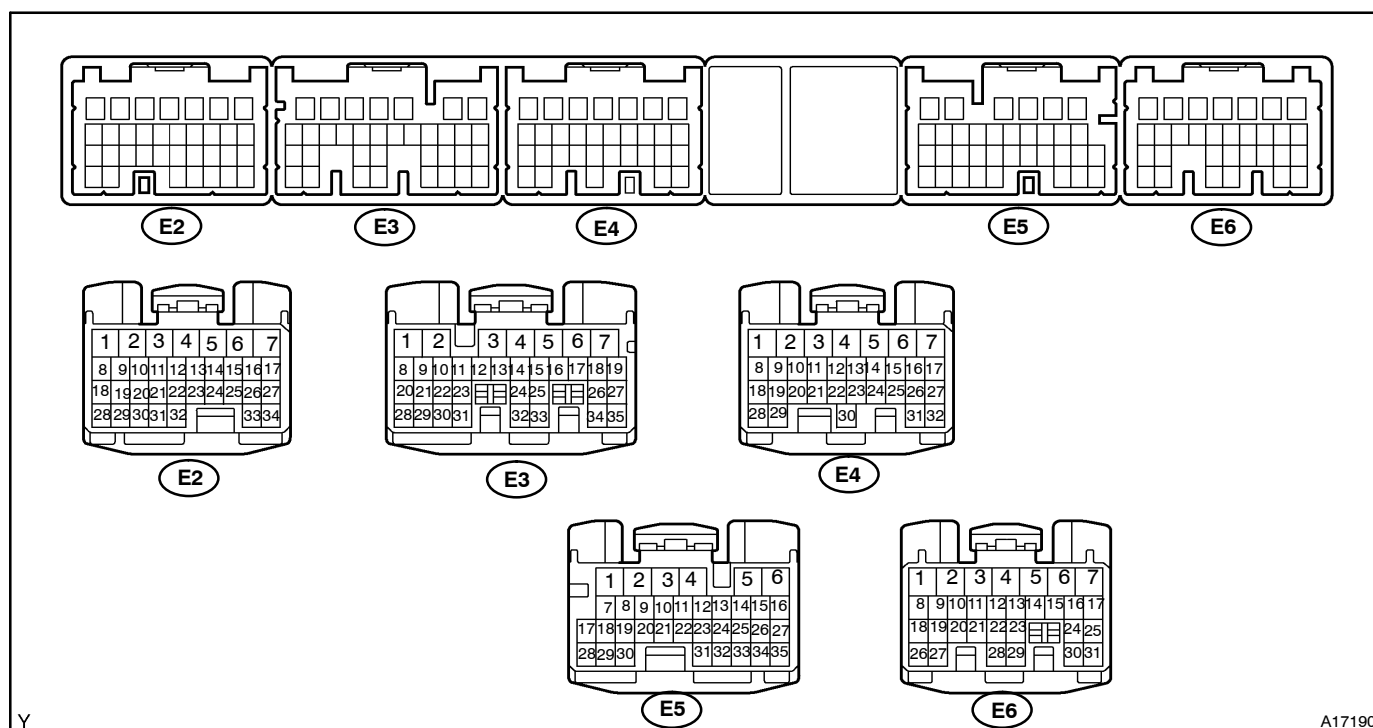 E2 E3 E4 E5 E6
1 2 3 4 5 6 7
8 9 10 11 12 13 14 15 16 17
18 19 20 21 22 23 24 25 26 27
28 29 30 31 32 33 34
E2
1 2 3 4 5 6 7
8 9 10 11 12 13 14 15 16 17 18 19
20 21 22 23 24 25 26 27
28 29 30 31 32 33 34 35
E3
1 2 3 4 5 6 7
8 9 10 11 12 13 14 15 16 17
18 19 20 21 22 23 24 25 26 27
28 29 30 31 32
E4
1 2 3 4 5 6
7 8 9 10 11 12 13 14 15 16
17 18 19 20 21 22 23 24 25 26 27
28 29 30 31 32 33 34 35
E5
1 2 3 4 5 6 7
8 9 10 11 12 13 14 15 16 17
18 19 20 21 22 23 24 25
26 27 28 29 30 31
E6
Y A17190